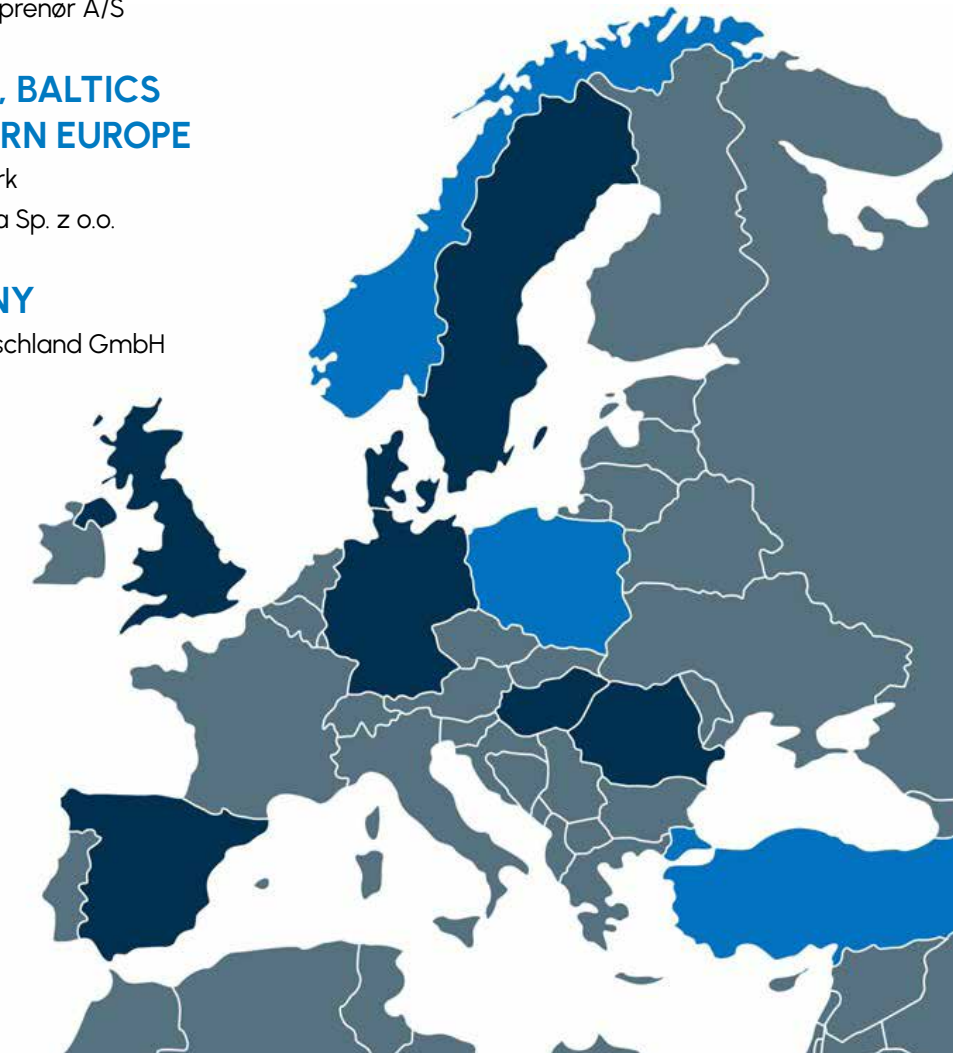 prenør A/S
, BALTICS
RN EUROPE
rk
a Sp. z o.o.
NY
schland GmbH